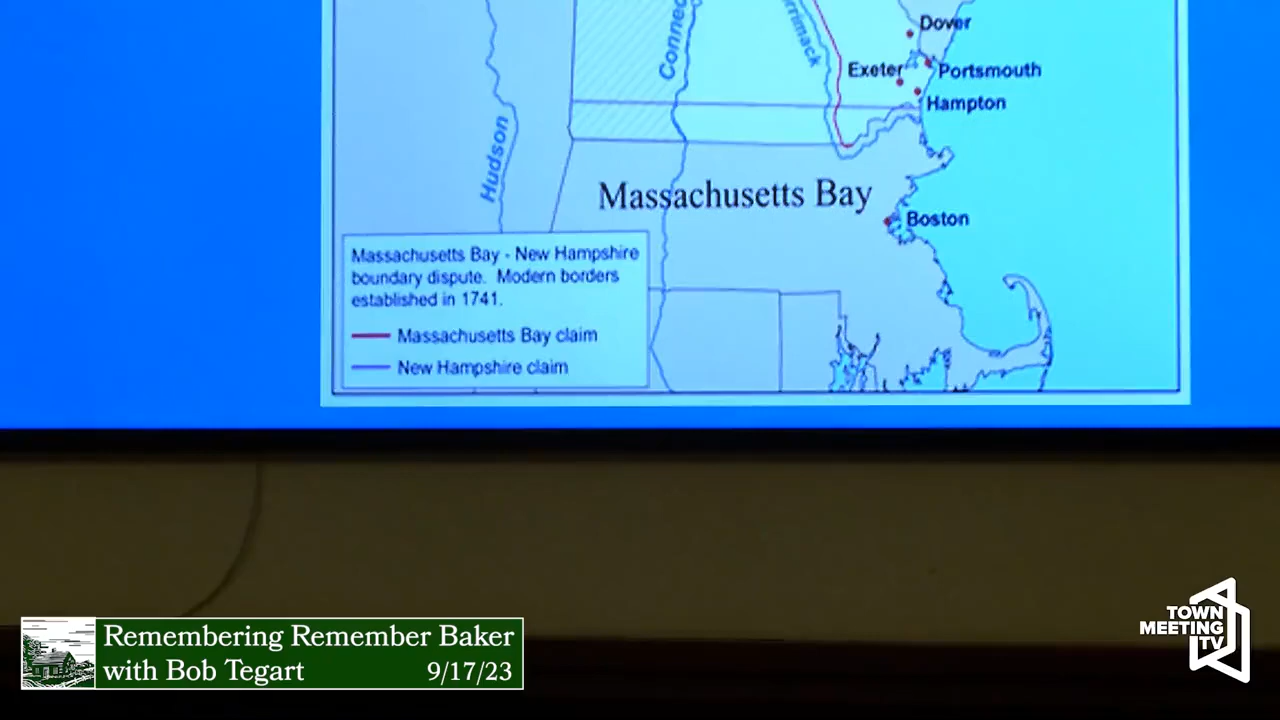 Dover
Exeter
Portsmouth
Hampton
Hudson
Massachusetts Bay
Boston
Massachusetts Bay - New Hampshire
boundary dispute. Modern borders
established in 1741.
Massachusetts Bay claim
New Hampshire claim
Remembering Remember Baker
with Bob Tegart 9/17/23
TOWN
MEETING
TV